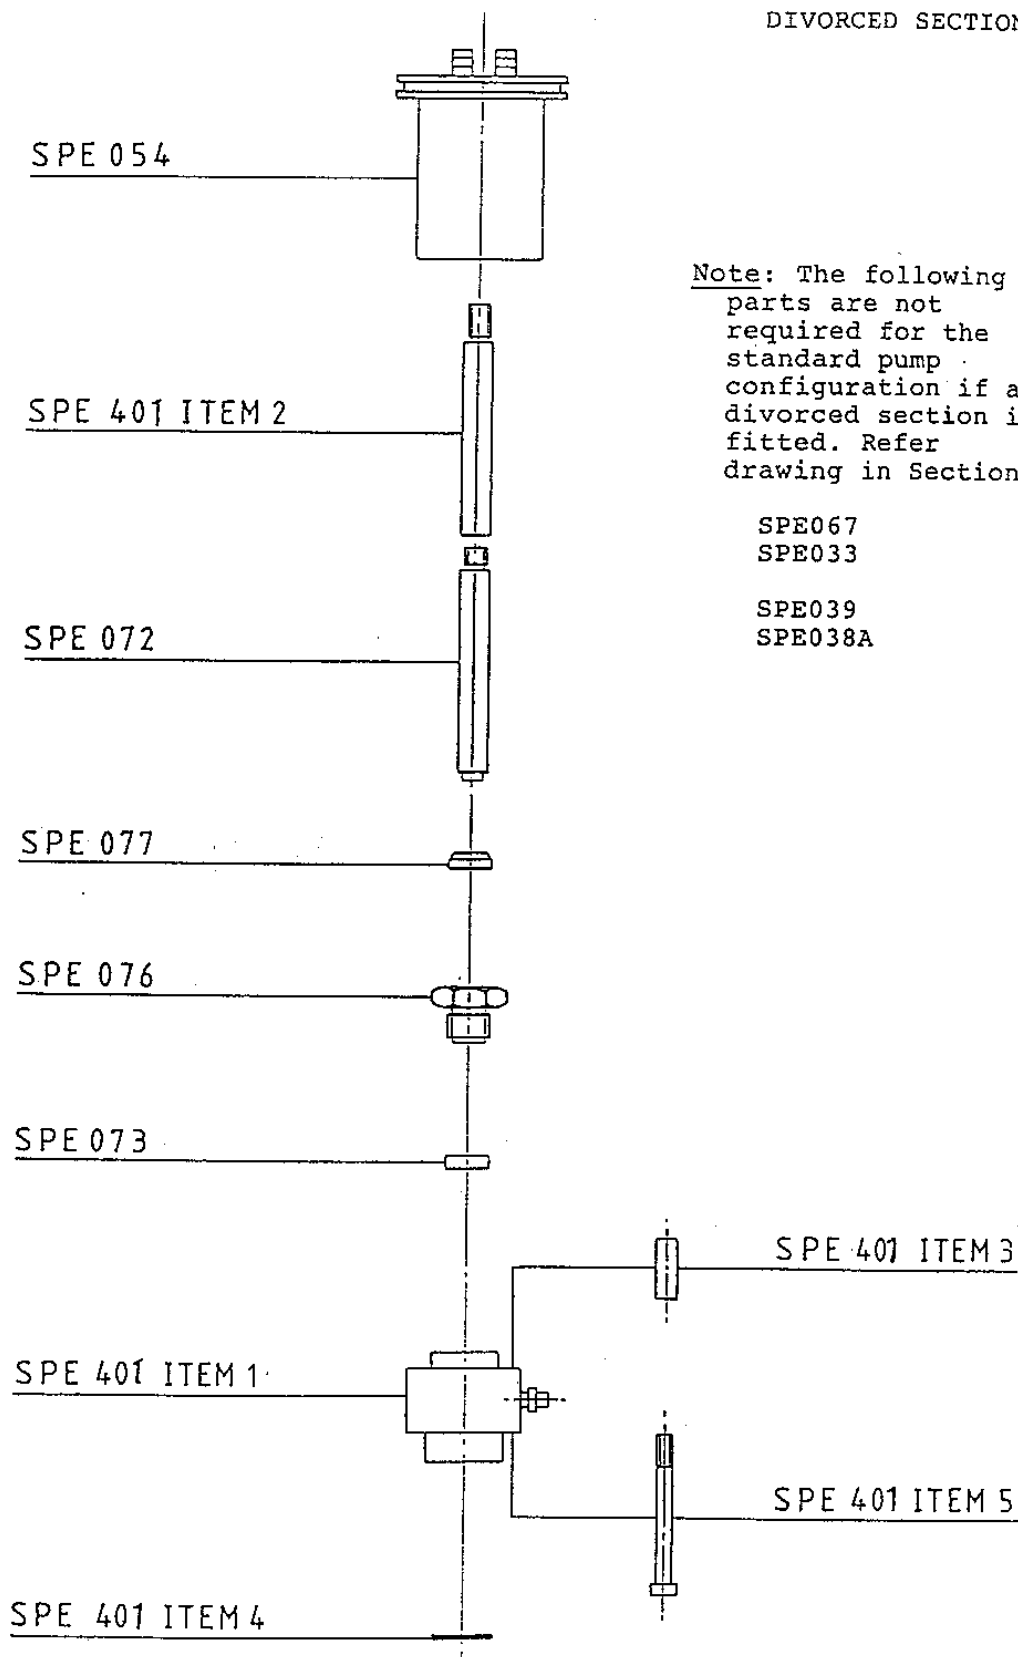 DIVORCED SECTION
SPE 054
Note: The following
parts are not
required for the
standard pump
configuration if a
divorced section i
fitted. Refer
drawing in Section
SPE067
SPE033
SPE039
SPE038A
SPE 401 ITEM 2
SPE 072
SPE 077
SPE 076
SPE 073
SPE 401 ITEM 3
SPE 401 ITEM 1
SPE 401 ITEM 5
SPE 401 ITEM 4